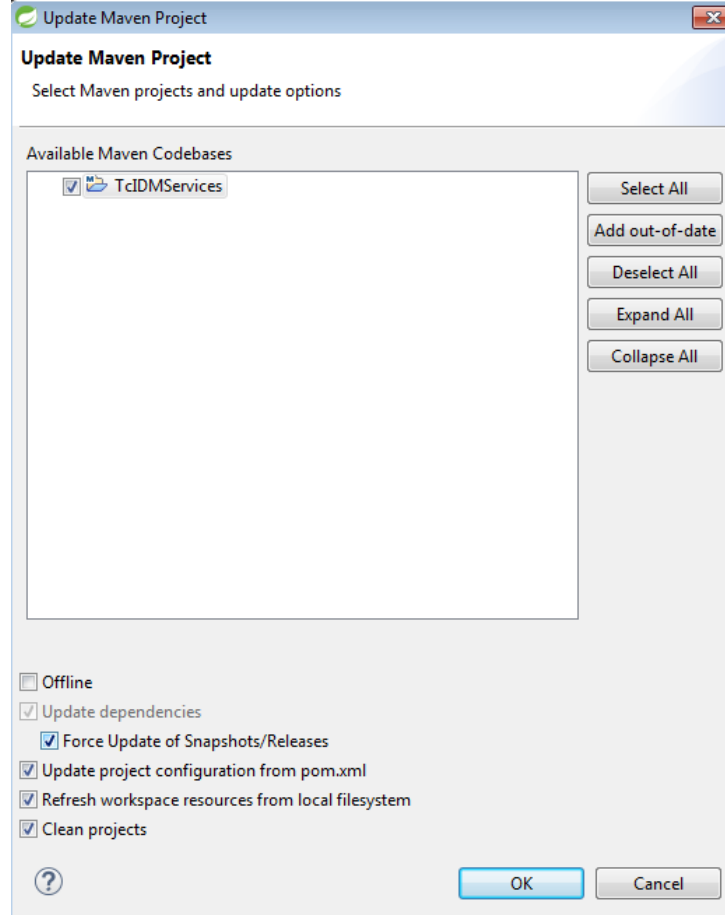 Update Maven Project
Update Maven Project
Select Maven projects and update options
Available Maven Codebases
TcIDMServices
Select All
Add out-of-date
Deselect All
Expand All
Collapse All
Offline
Update dependencies
Force Update of Snapshots/Releases
Update project configuration from pom.xml
Refresh workspace resources from local filesystem
Clean projects
OK
Cancel